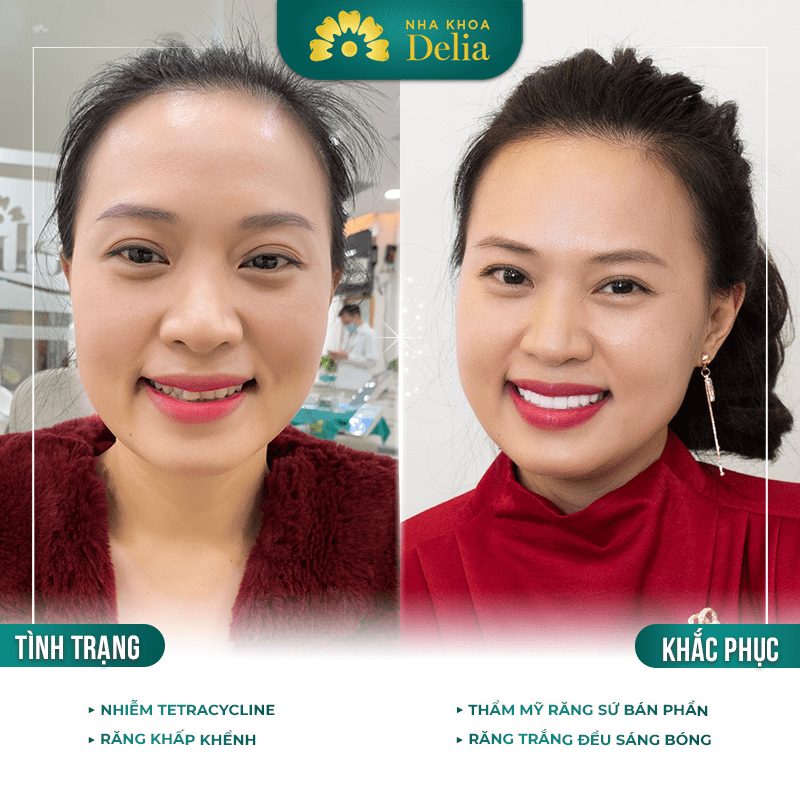 NHA KHOA
Delia
TÌNH TRẠNG
NHIỄM TETRACYCLINE
RĂNG KHẤP KHỂNH
KHẮC PHỤC
THẨM MỸ RĂNG SỨ BÁN PHẦN
RĂNG TRẮNG ĐỀU SÁNG BÓNG